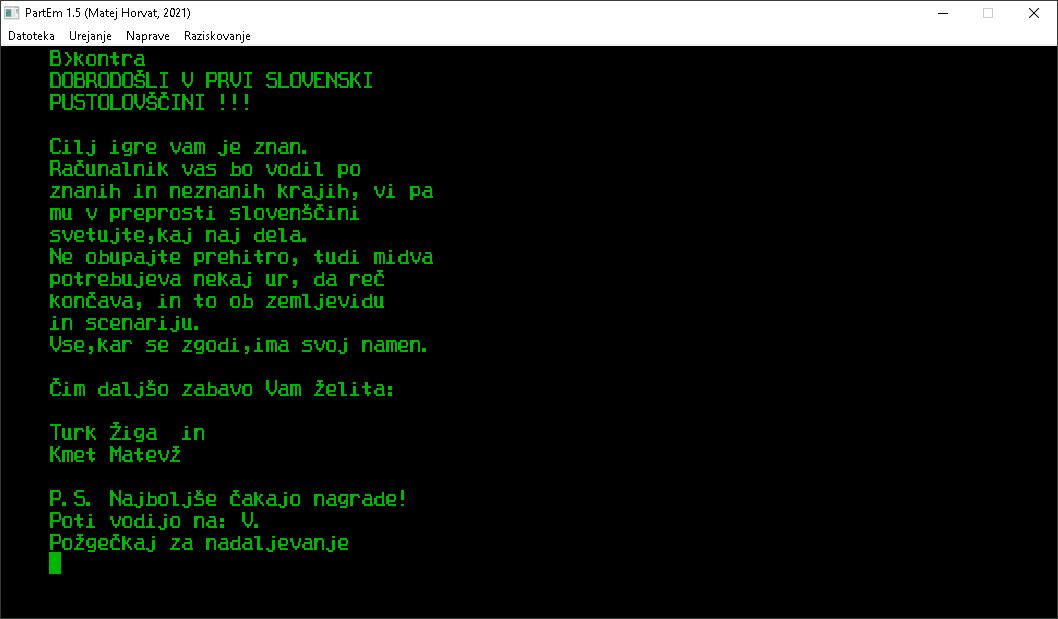 PartEm 1.5 (Matej Horvat, 2021)
Datoteka Urejanje Naprave Raziskovanje
B>kontra
DOBRODOŠLI V PRVI SLOVENSKI
PUSTOLOVŠČINI !!!
Cilj igre vam je znan.
Računalnik vas bo vodil po
znanih in neznanih krajih, vi pa
mu v preprosti slovenščini
svetujte,kaj naj dela.
Ne obupajte prehitro, tudi midva
potrebujeva nekaj ur, da reč
končava, in to ob zemljevidu
in scenariju.
Vse,kar se zgodi,ima svoj namen.
Čim daljšo zabavo Vam želita:
Turk Žiga  in
Kmet Matevž
P.S. Najboljše čakajo nagrade!
Poti vodijo na: V.
Požgečkaj za nadaljevanje